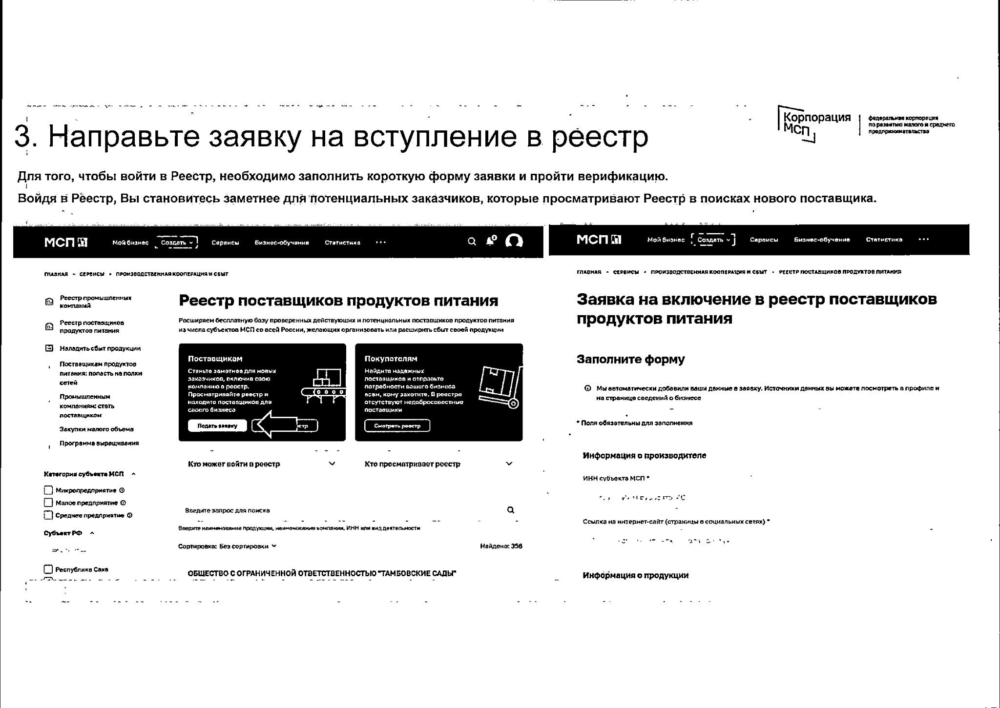 Корпорация
МСП
федеральная корпорация
по развитию малого и среднего
предпринимательства
3. Направьте заявку на вступление в реестр
Для того, чтобы войти в Реестр, необходимо заполнить короткую форму заявки и пройти верификацию.
Войдя в Реестр, Вы становитесь заметнее для потенциальных заказчиков, которые просматривают Реестр в поисках нового поставщика.
МСП Мой бизнес Создать Сервисы Бизнес-обучение Статистика ...
ГЛАВНАЯ • СЕРВИСЫ • ПРОИЗВОДСТВЕННАЯ КООПЕРАЦИЯ И СБЫТ
Реестр промышленных
компаний
Реестр поставщиков
продуктов питания
Наладить сбыт продукции
Поставщикам продуктов
питания: попасть на полки
сетей
Промышленным
компаниям: стать
поставщиком
Закупки малого объема
Программа выращивания
Категория субъекта МСП
Микропредприятие
Малое предприятие
Среднее предприятие
Субъект РФ
Республика Саха
Реестр поставщиков продуктов питания
Расширяем бесплатную базу проверенных действующих и потенциальных поставщиков продуктов питания
из числа субъектов МСП со всей России, желающих организовать или расширить сбыт своей продукции
Поставщикам
Станьте заметнее для новых
заказчиков, включив свою
компанию в реестр.
Просматривайте реестр и
находите поставщиков для
своего бизнеса
Подать заявку
Покупателям
Найдите надежных
поставщиков и отправьте
потребности вашего бизнеса
всем, кому захотите. В реестре
отсутствуют недобросовестные
поставщики
Смотреть реестр
Кто может войти в реестр
Кто просматривает реестр
Введите запрос для поиска
Введите наименование продукции, наименование компании, ИНН или вид деятельности
Сортировка: Без сортировки
Найдено: 356
ОБЩЕСТВО С ОГРАНИЧЕННОЙ ОТВЕТСТВЕННОСТЬЮ "ТАМБОВСКИЕ САДЫ"
МСП Мой бизнес Создать Сервисы Бизнес-обучение Статистика ...
ГЛАВНАЯ • СЕРВИСЫ • ПРОИЗВОДСТВЕННАЯ КООПЕРАЦИЯ И СБЫТ • РЕЕСТР ПОСТАВЩИКОВ ПРОДУКТОВ ПИТАНИЯ
Заявка на включение в реестр поставщиков
продуктов питания
Заполните форму
Мы автоматически добавили ваши данные в заявку. Источники данных вы можете посмотреть в профиле и
на странице сведений о бизнесе
* Поля обязательны для заполнения
Информация о производителе
ИНН субъекта МСП *
Ссылка на интернет-сайт (страницы в социальных сетях) *
Информация о продукции